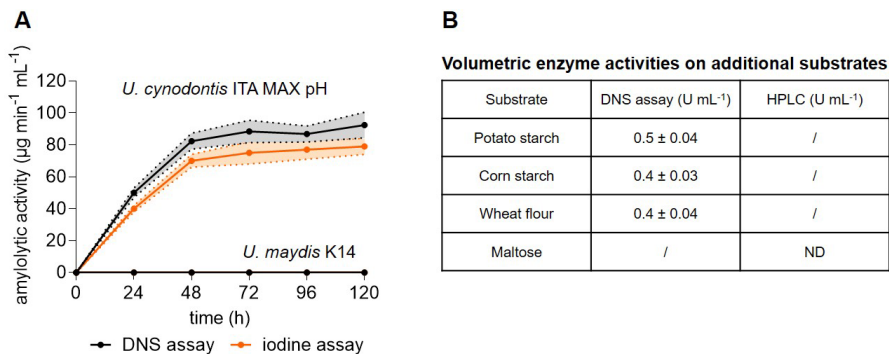 A
amylolytic activity (µg min⁻¹ mL⁻¹)
120
100
80
60
40
20
0
U. cynodontis ITA MAX pH
U. maydis K14
0 24 48 72 96 120
time (h)
DNS assay iodine assay
B
Volumetric enzyme activities on additional substrates
Substrate DNS assay (U mL⁻¹) HPLC (U mL⁻¹)
Potato starch 0.5 ± 0.04 /
Corn starch 0.4 ± 0.03 /
Wheat flour 0.4 ± 0.04 /
Maltose / ND